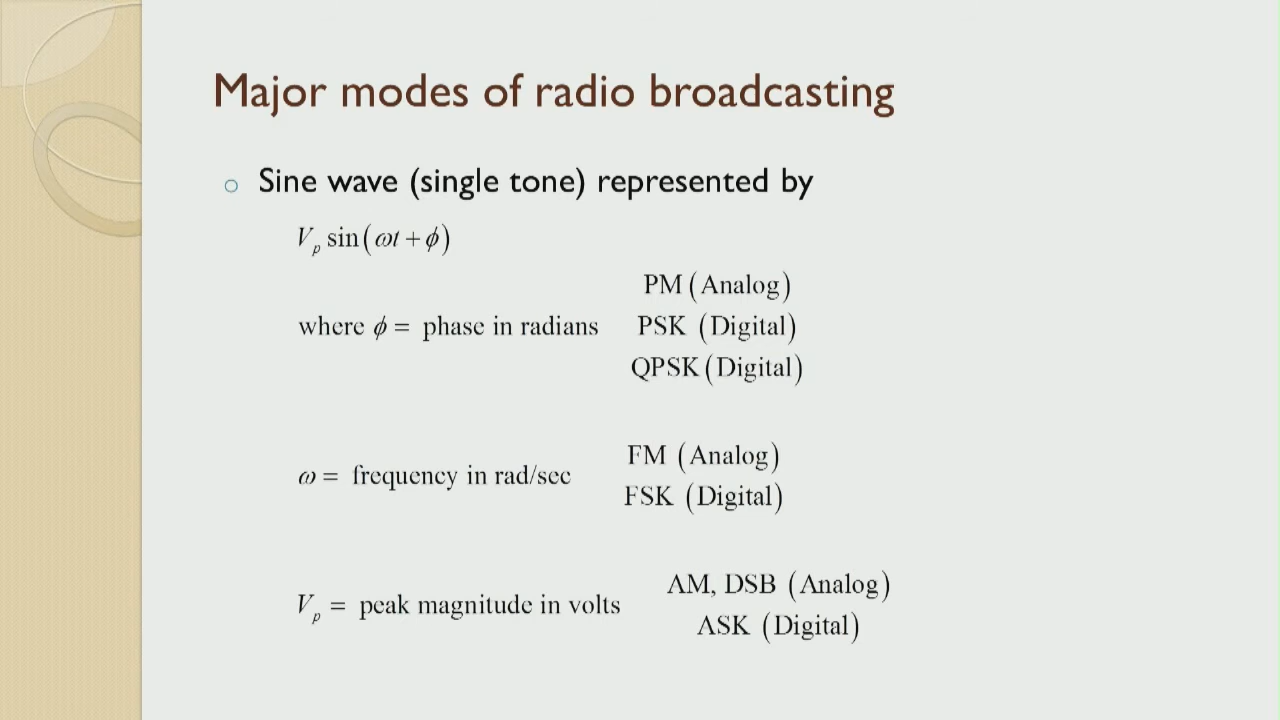 Major modes of radio broadcasting
Sine wave (single tone) represented by
V_p sin(ωt + ϕ)
PM (Analog)
where ϕ = phase in radians PSK (Digital)
QPSK (Digital)
FM (Analog)
ω = frequency in rad/sec
FSK (Digital)
AM, DSB (Analog)
V_p = peak magnitude in volts
ASK (Digital)